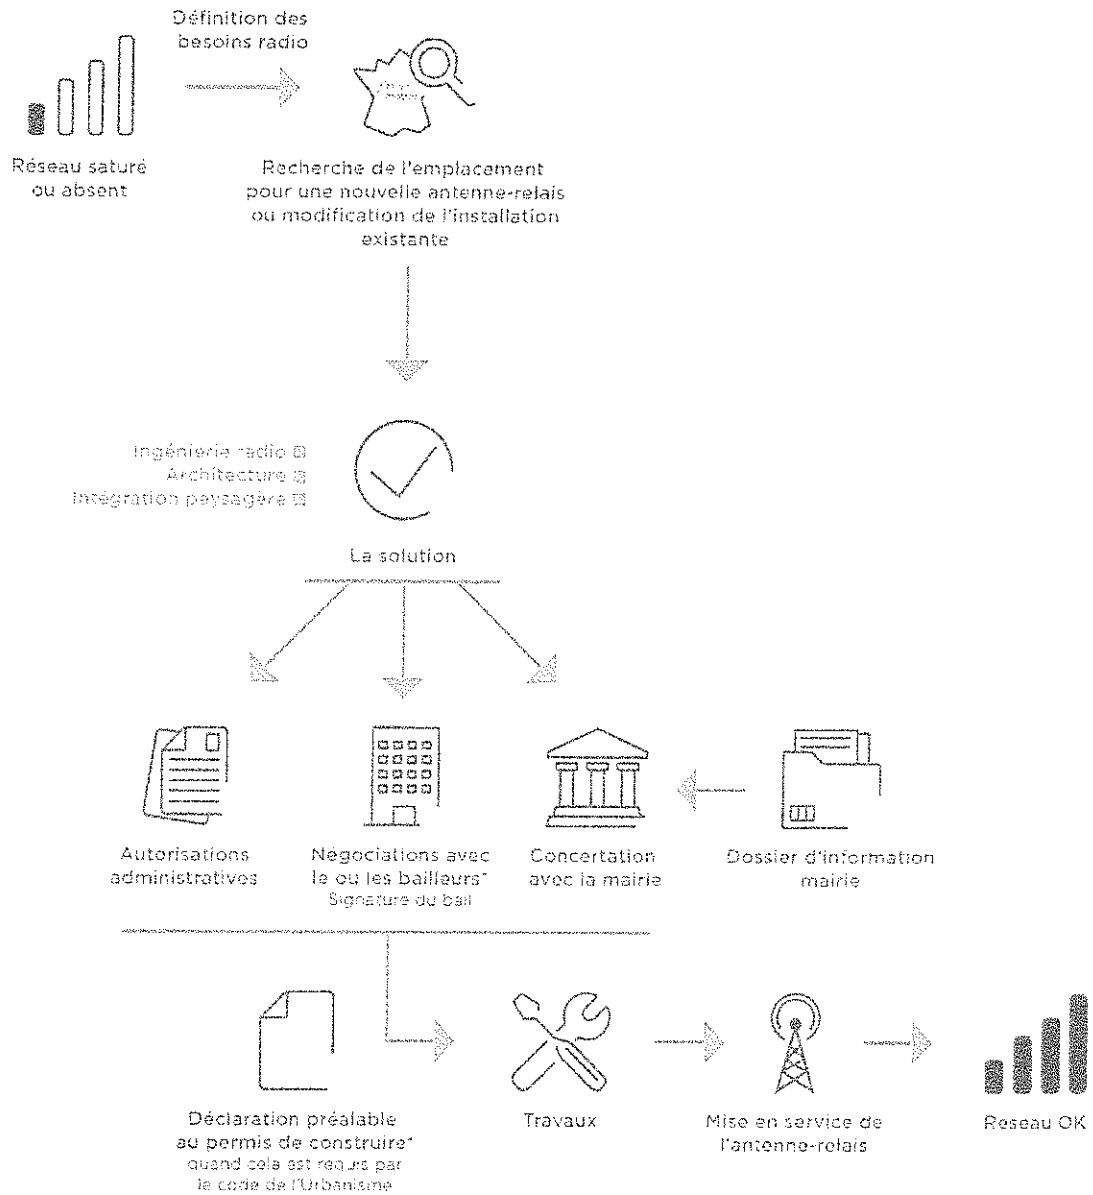 Définition des
besoins radio
Réseau saturé
ou absent
Recherche de l'emplacement
pour une nouvelle antenne-relais
ou modification de l'installation
existante
Ingénierie radio
Architecture
Intégration paysagère
La solution
Autorisations
administratives
Négociations avec
le ou les bailleurs*
Signature du bail
Concertation
avec la mairie
Dossier d'information
mairie
Déclaration préalable
au permis de construire*
quand cela est requis par
le code de l'Urbanisme
Travaux
Mise en service de
l'antenne-relais
Réseau OK